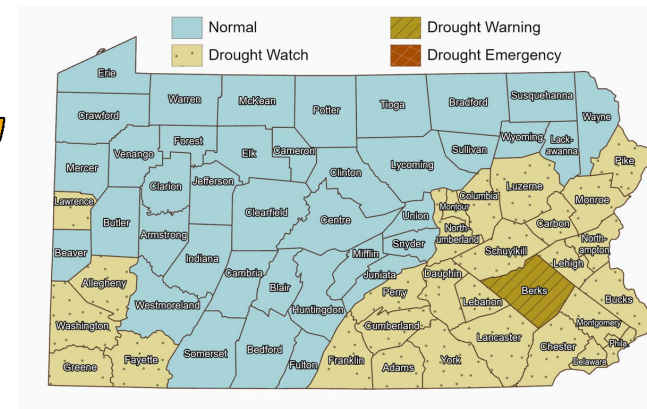 Normal
Drought Warning
Drought Watch
Drought Emergency
Erie
Crawford
Warren
McKean
Potter
Tioga
Bradford
Susquehanna
Wayne
Forest
Elk
Cameron
Sullivan
Wyoming
Lack-
awanna
Mercer
Venango
Clarion
Jefferson
Clinton
Lycoming
Pike
Lawrence
Butler
Clearfield
Centre
Union
Montour
Columbia
Luzerne
Monroe
Armstrong
Snyder
North-
umberland
Carbon
Beaver
Indiana
Mifflin
Schuylkill
North-
ampton
Allegheny
Cambria
Blair
Juniata
Dauphin
Lehigh
Westmoreland
Huntingdon
Perry
Lebanon
Berks
Bucks
Washington
Cumberland
Montgomery
Lancaster
Phila.
Greene
Fayette
Somerset
Bedford
Fulton
Franklin
Adams
York
Chester
Delaware